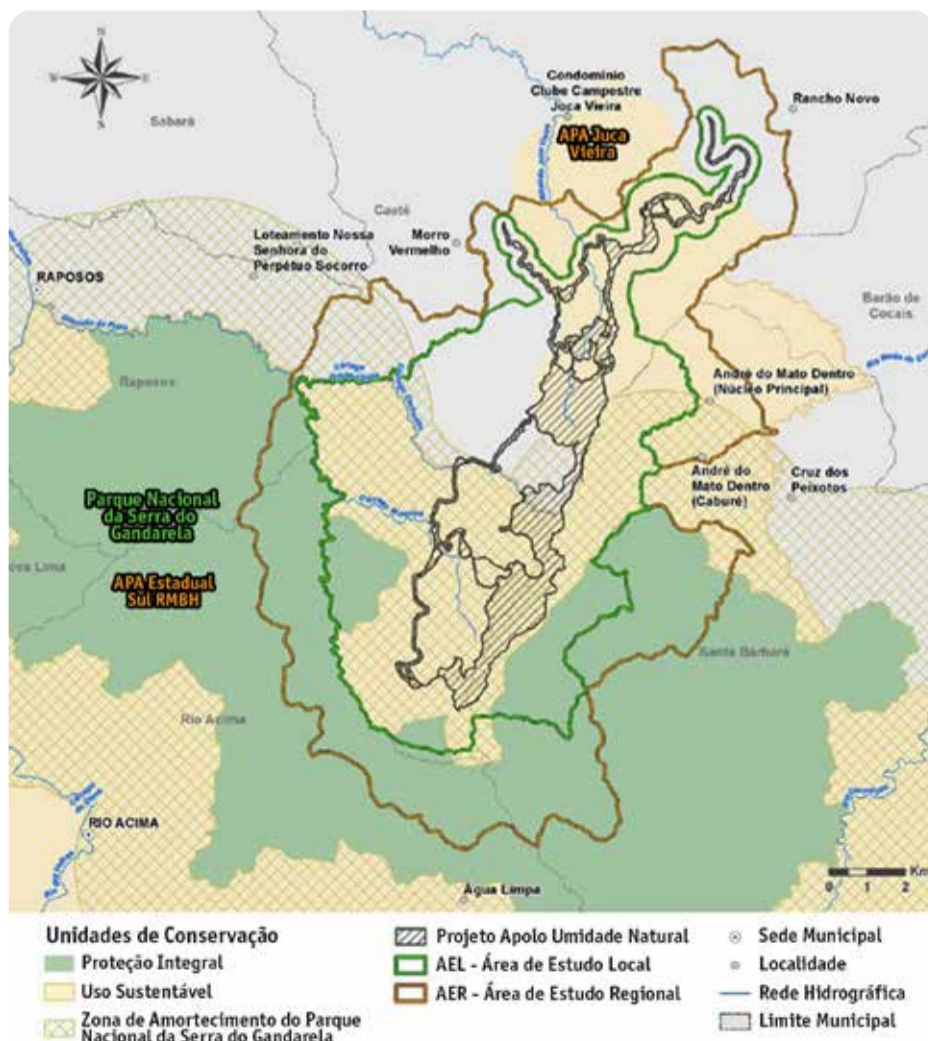 N
W
E
S
Sabará
Condomínio
Clube Campestre
Joca Vieira
Rancho Novo
APA Juca
Vieira
Caeté
Morro
Vermelho
Loteamento Nossa
Senhora do
Perpétuo Socorro
RAPOSOS
Barão de
Cocais
Raposos
André do Mato Dentro
(Núcleo Principal)
André do
Mato Dentro
(Caburé)
Cruz dos
Peixotos
Parque Nacional
da Serra do
Gandarela
ova Lima
APA Estadual
Sul RMBH
Santa Bárbara
Rio Acima
RIO ACIMA
Água Limpa
Km
0 1 2
Unidades de Conservação
Proteção Integral
Uso Sustentável
Zona de Amortecimento do Parque
Nacional da Serra do Gandarela
Projeto Apolo Umidade Natural
AEL - Área de Estudo Local
AER - Área de Estudo Regional
Sede Municipal
Localidade
Rede Hidrográfica
Limite Municipal